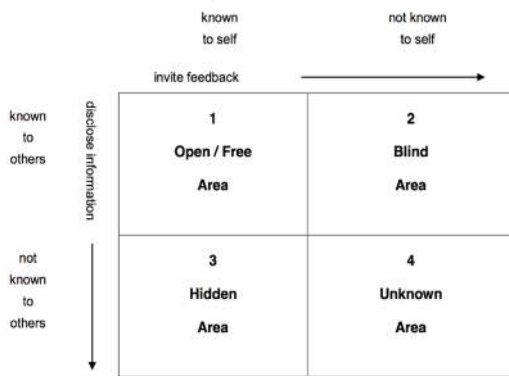 known
to self
not known
to self
invite feedback
known
to
others
disclose information
1
Open / Free
Area
2
Blind
Area
not
known
to
others
3
Hidden
Area
4
Unknown
Area